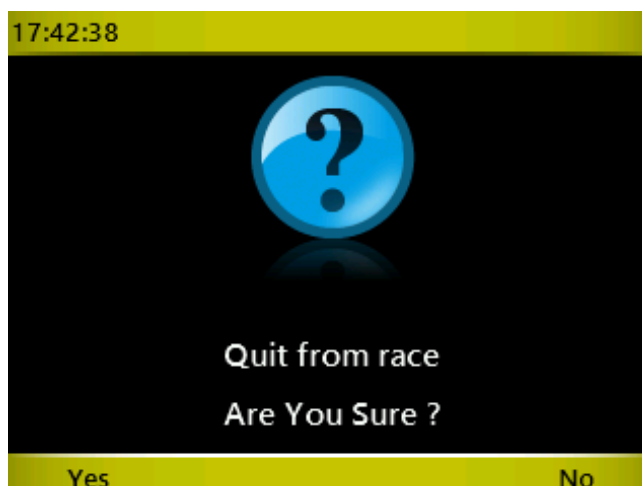 17:42:38
?
Quit from race
Are You Sure ?
Yes No